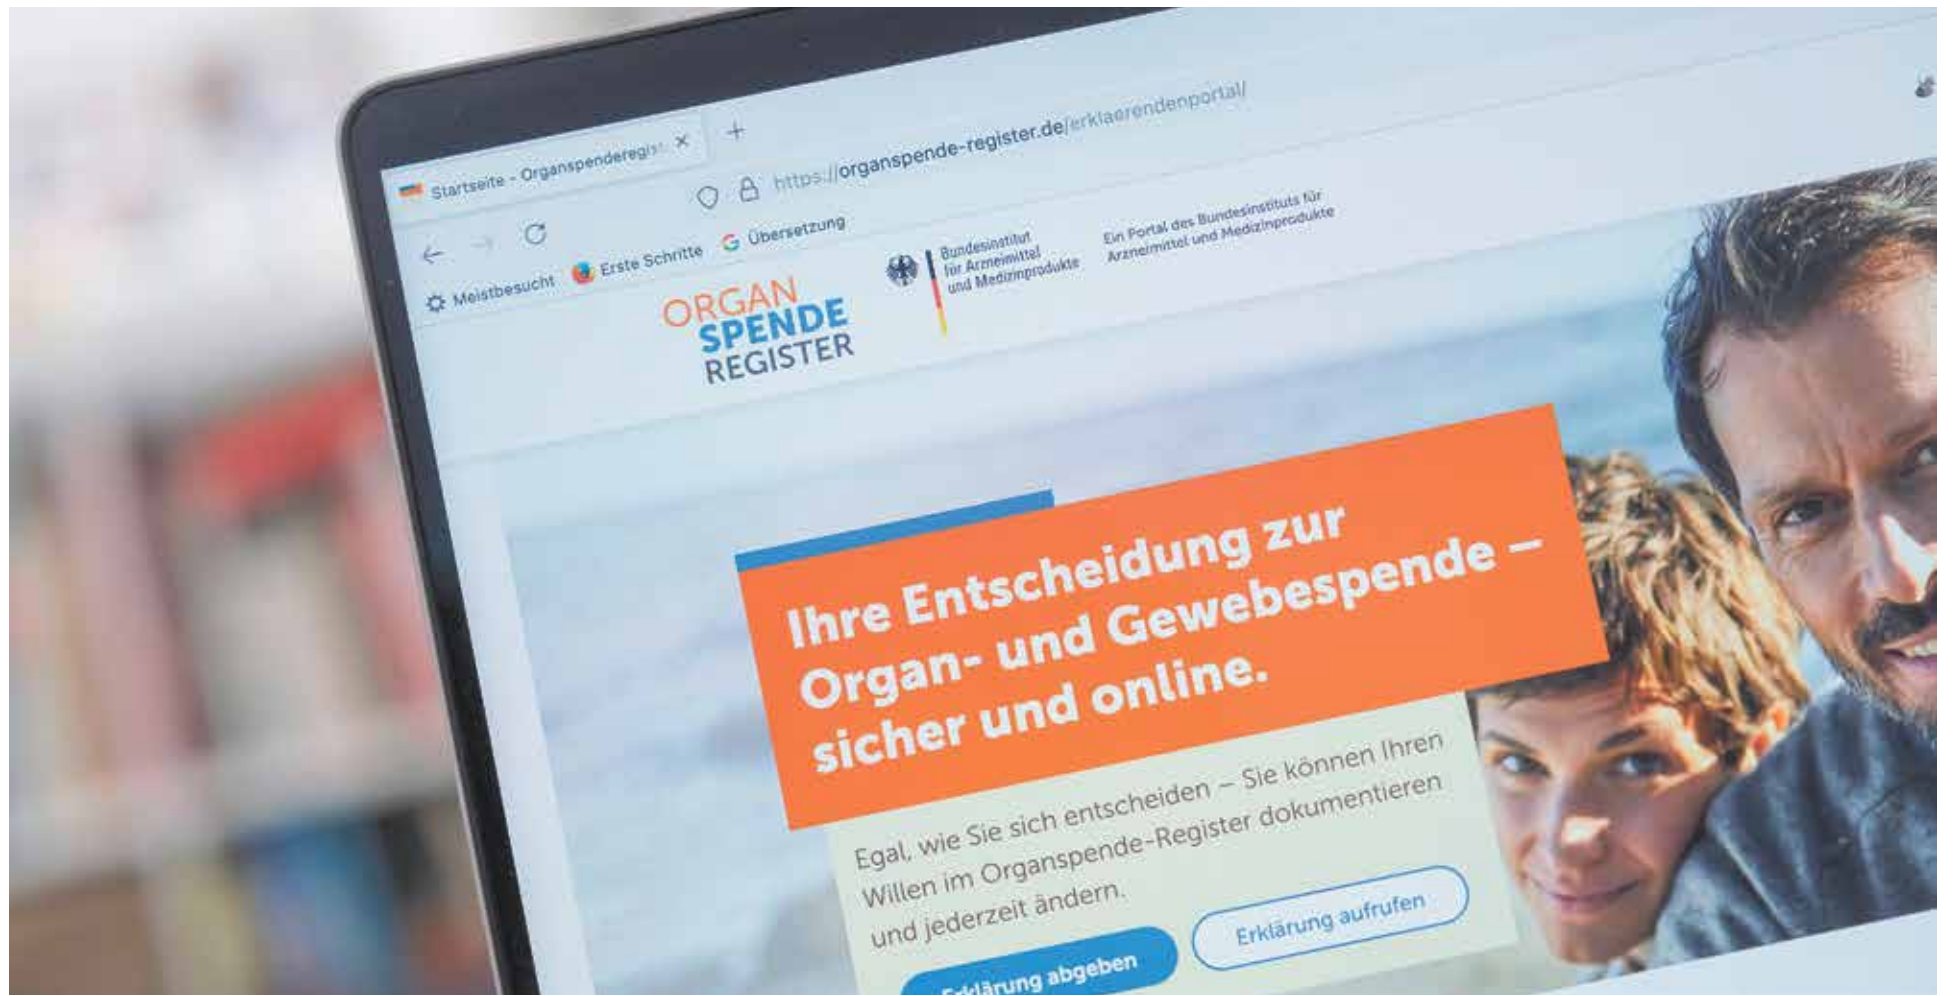 Startseite - Organspenderegist
https://organspende-register.de/erklaerendenportal/
Meistbesucht
Erste Schritte
Übersetzung
ORGAN
SPENDE
REGISTER
Bundesinstitut
für Arzneimittel
und Medizinprodukte
Ein Portal des Bundesinstituts für
Arzneimittel und Medizinprodukte
Ihre Entscheidung zur
Organ- und Gewebespende –
sicher und online.
Egal, wie Sie sich entscheiden – Sie können Ihren
Willen im Organspende-Register dokumentieren
und jederzeit ändern.
Erklärung abgeben
Erklärung aufrufen